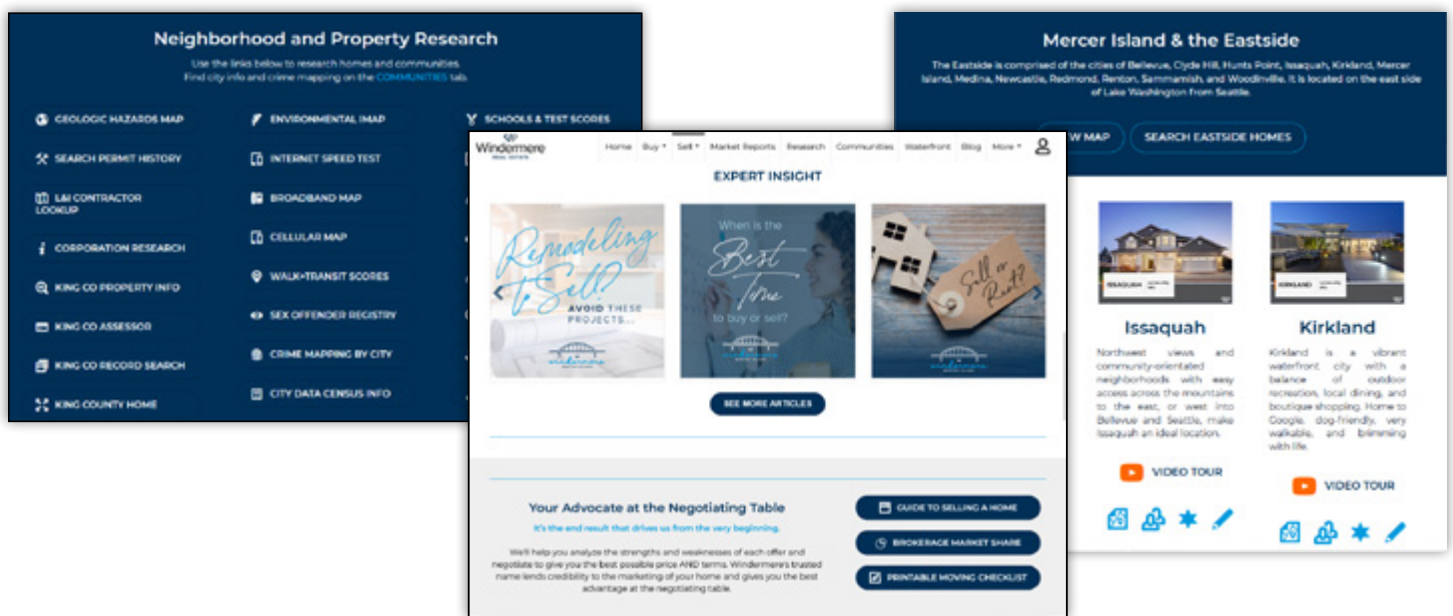 Neighborhood and Property Research
Use the links below to research homes and communities.
Find city info and crime mapping on the COMMUNITIES tab.
GEOLOGIC HAZARDS MAP
SEARCH PERMIT HISTORY
L&I CONTRACTOR
LOOKUP
CORPORATION RESEARCH
KING CO PROPERTY INFO
KING CO ASSESSOR
KING CO RECORD SEARCH
KING COUNTY HOME
ENVIRONMENTAL IMAP
INTERNET SPEED TEST
BROADBAND MAP
CELLULAR MAP
WALK+TRANSIT SCORES
SEX OFFENDER REGISTRY
CRIME MAPPING BY CITY
CITY DATA CENSUS INFO
SCHOOLS & TEST SCORES
Windermere
REAL ESTATE
Home Buy Sell Market Reports Research Communities Waterfront Blog More
EXPERT INSIGHT
Remodeling
to Sell?
AVOID THESE
PROJECTS...
windermere
When is the
Best
Time
to buy or sell?
windermere
Sell or
Rent?
windermere
SEE MORE ARTICLES
Your Advocate at the Negotiating Table
It's the end result that drives us from the very beginning.
We'll help you analyze the strengths and weaknesses of each offer and
negotiate to give you the best possible price AND terms. Windermere's trusted
name lends credibility to the marketing of your home and gives you the best
advantage at the negotiating table.
GUIDE TO SELLING A HOME
BROKERAGE MARKET SHARE
PRINTABLE MOVING CHECKLIST
Mercer Island & the Eastside
The Eastside is comprised of the cities of Bellevue, Clyde Hill, Hunts Point, Issaquah, Kirkland, Mercer
Island, Medina, Newcastle, Redmond, Renton, Sammamish, and Woodinville. It is located on the east side
of Lake Washington from Seattle.
W MAP
SEARCH EASTSIDE HOMES
ISSAQUAH
Issaquah
Northwest views and
community-orientated
neighborhoods with easy
access across the mountains
to the east, or west into
Bellevue and Seattle, make
Issaquah an ideal location.
VIDEO TOUR
KIRKLAND
Kirkland
Kirkland is a vibrant
waterfront city with a
balance of outdoor
recreation, local dining, and
boutique shopping. Home to
Google, dog-friendly, very
walkable, and brimming
with life.
VIDEO TOUR